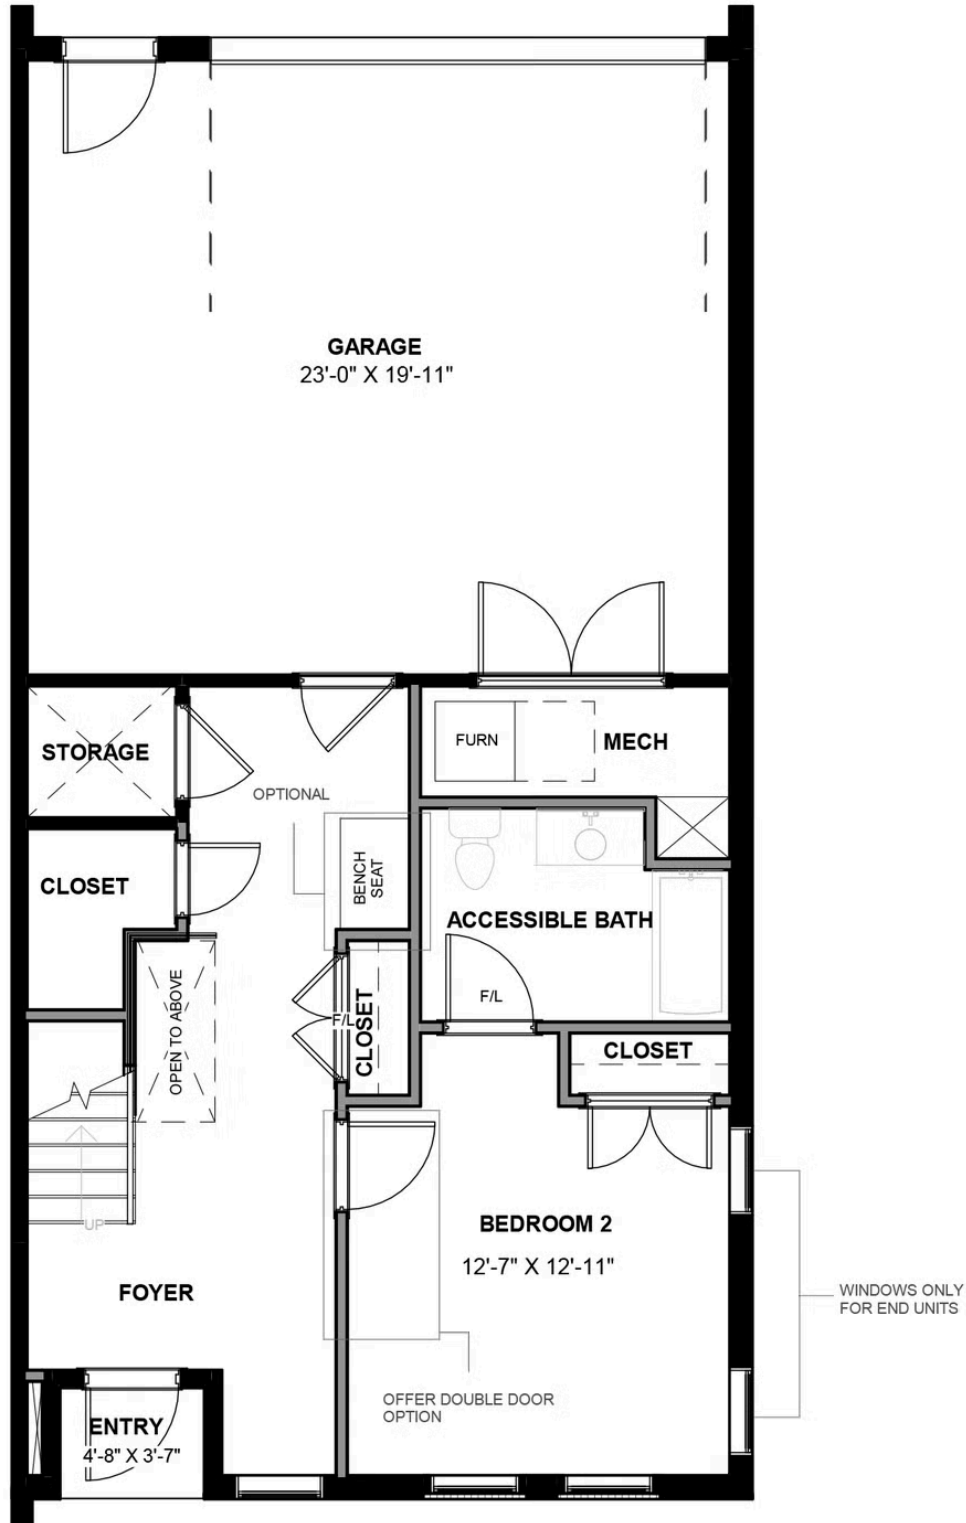 GARAGE
23'-0" X 19'-11"
STORAGE
FURN
MECH
OPTIONAL
BENCH
SEAT
CLOSET
ACCESSIBLE BATH
F/L
OPEN TO ABOVE
F/L
CLOSET
CLOSET
UP
BEDROOM 2
12'-7" X 12'-11"
FOYER
WINDOWS ONLY
FOR END UNITS
OFFER DOUBLE DOOR
OPTION
ENTRY
4'-8" X 3'-7"